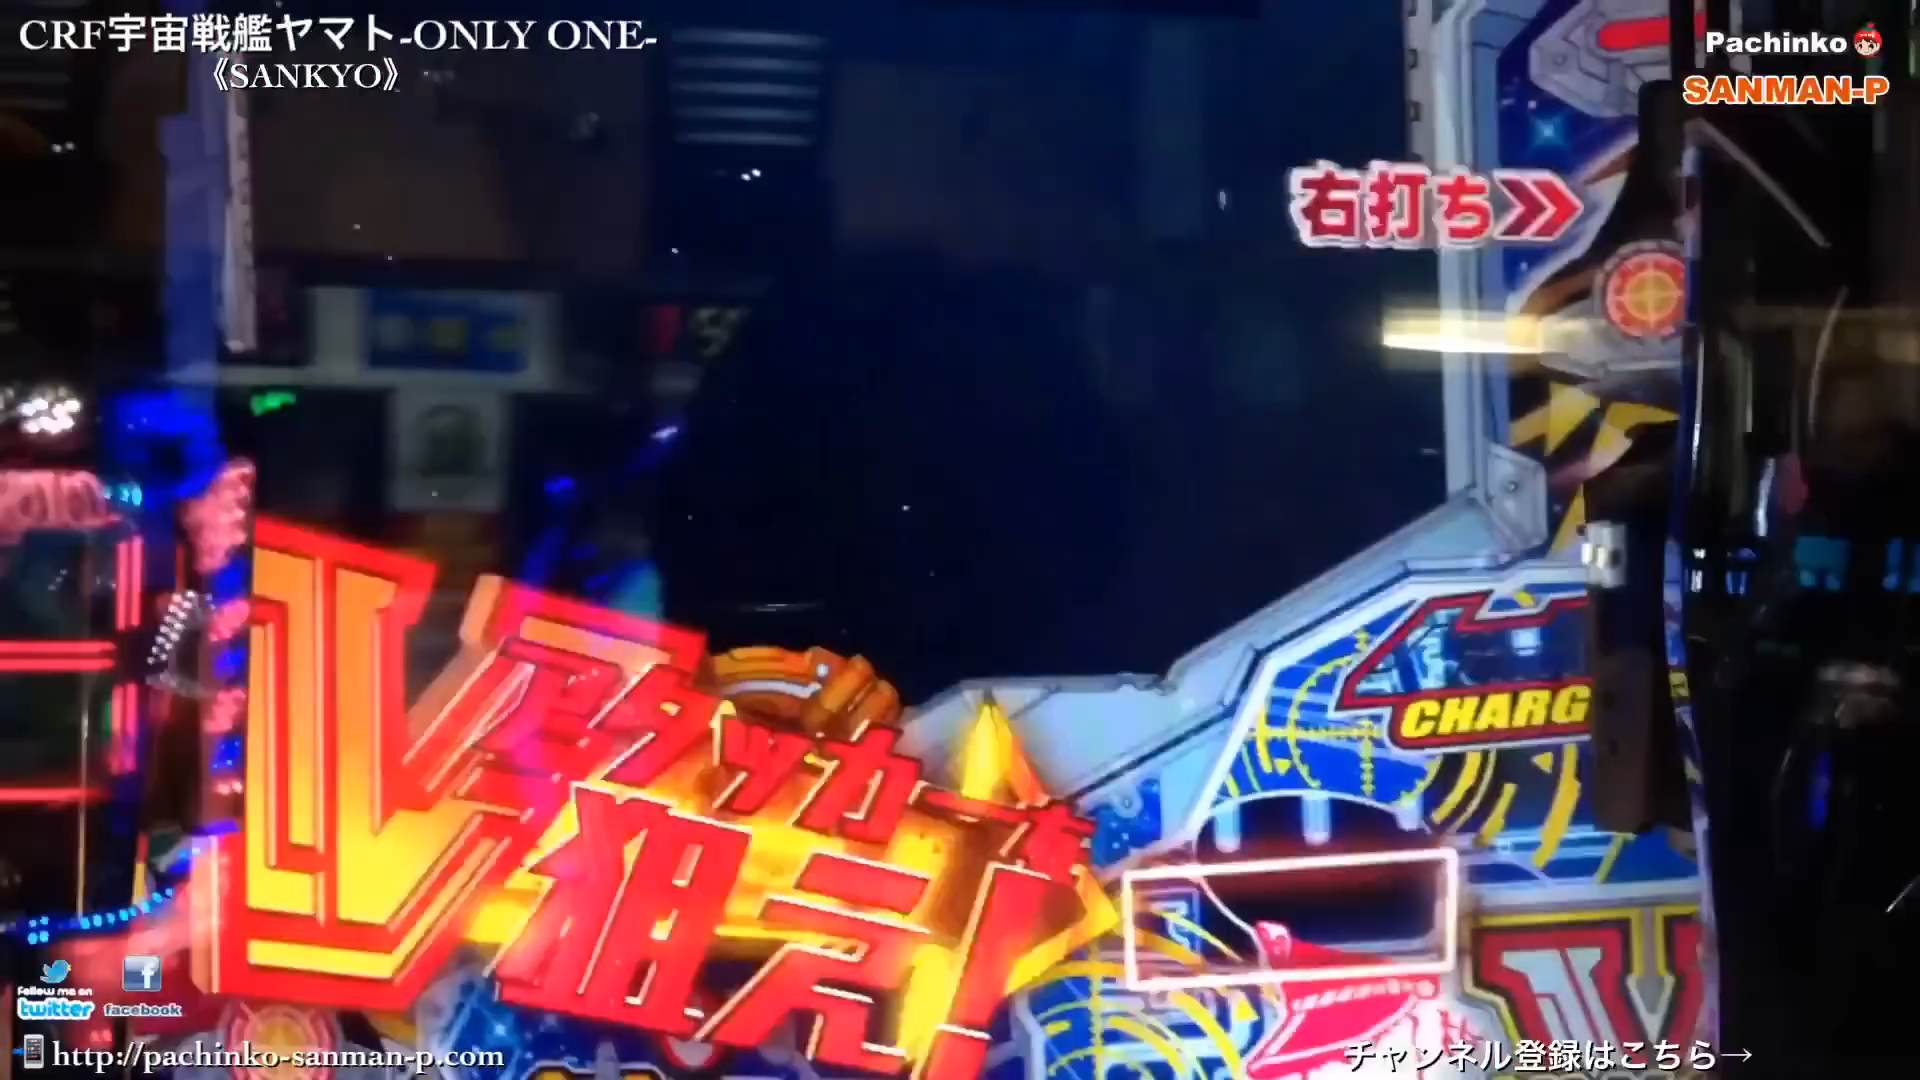 CRF宇宙戦艦ヤマト-ONLY ONE-
《SANKYO》
Pachinko
SANMAN-P
右打ち
CHARG
V
アタッカーを
狙え!
V
Follow me on
twitter
facebook
http://pachinko-sanman-p.com
チャンネル登録はこちら→